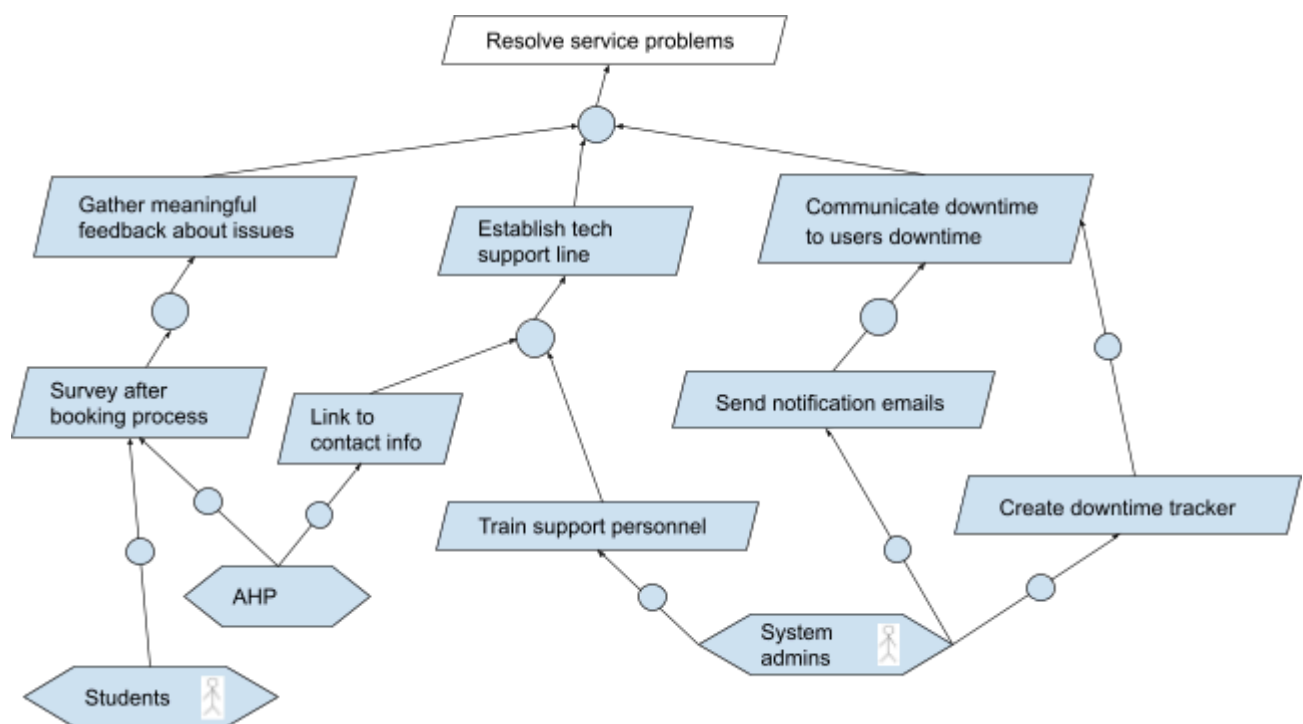 Resolve service problems
Gather meaningful
feedback about issues
Establish tech
support line
Communicate downtime
to users downtime
Survey after
booking process
Link to
contact info
Send notification emails
Train support personnel
Create downtime tracker
AHP
System
admins
Students